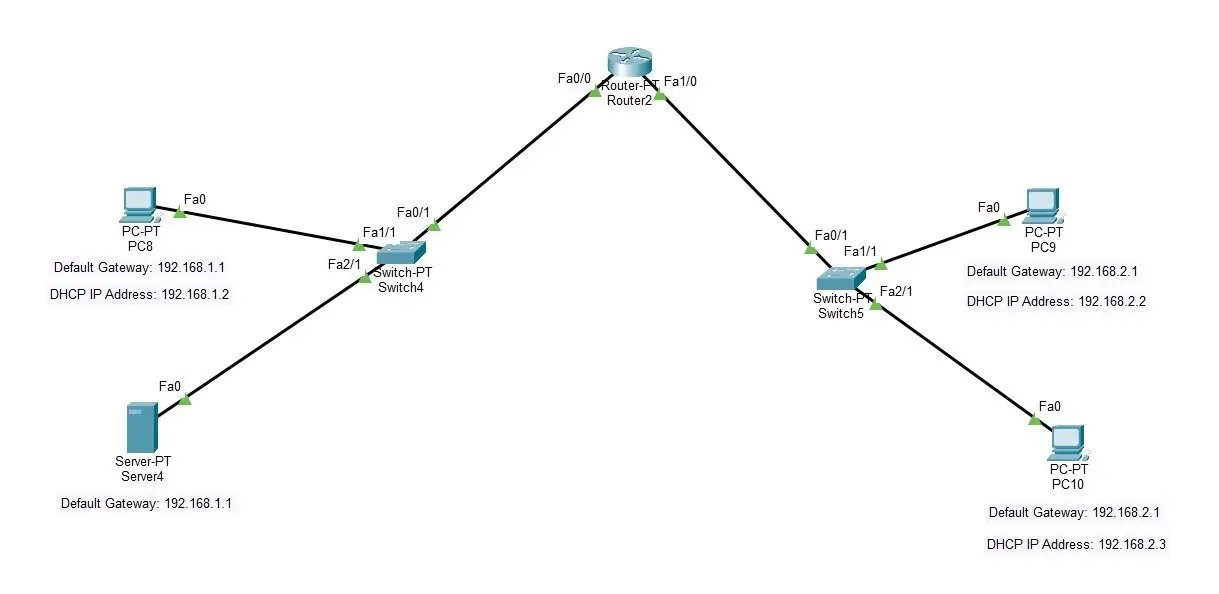 Fa0/0
Fa1/0
Router-PT
Router2
Fa0
PC-PT
PC8
Default Gateway: 192.168.1.1
DHCP IP Address: 192.168.1.2
Fa0/1
Fa1/1
Fa2/1
Switch-PT
Switch4
Fa0
Server-PT
Server4
Default Gateway: 192.168.1.1
Fa0/1
Fa1/1
Fa2/1
Switch-PT
Switch5
Fa0
PC-PT
PC9
Default Gateway: 192.168.2.1
DHCP IP Address: 192.168.2.2
Fa0
PC-PT
PC10
Default Gateway: 192.168.2.1
DHCP IP Address: 192.168.2.3